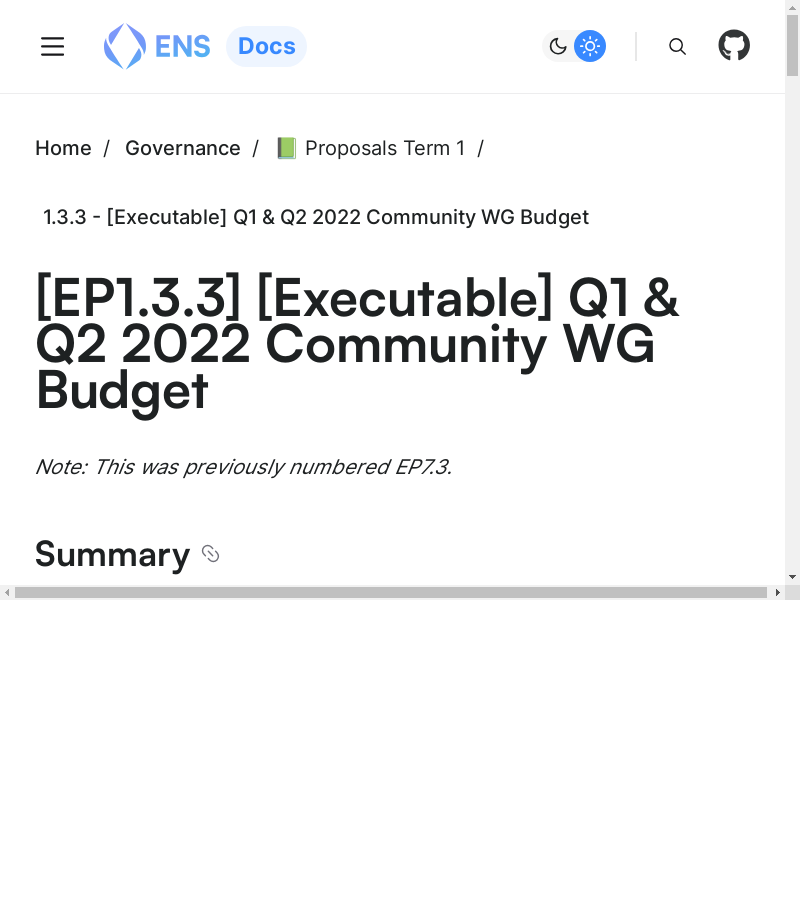 ENS Docs
Home / Governance / 📗 Proposals Term 1 /
1.3.3 - [Executable] Q1 & Q2 2022 Community WG Budget
[EP1.3.3] [Executable] Q1 &
Q2 2022 Community WG
Budget
Note: This was previously numbered EP7.3.
Summary